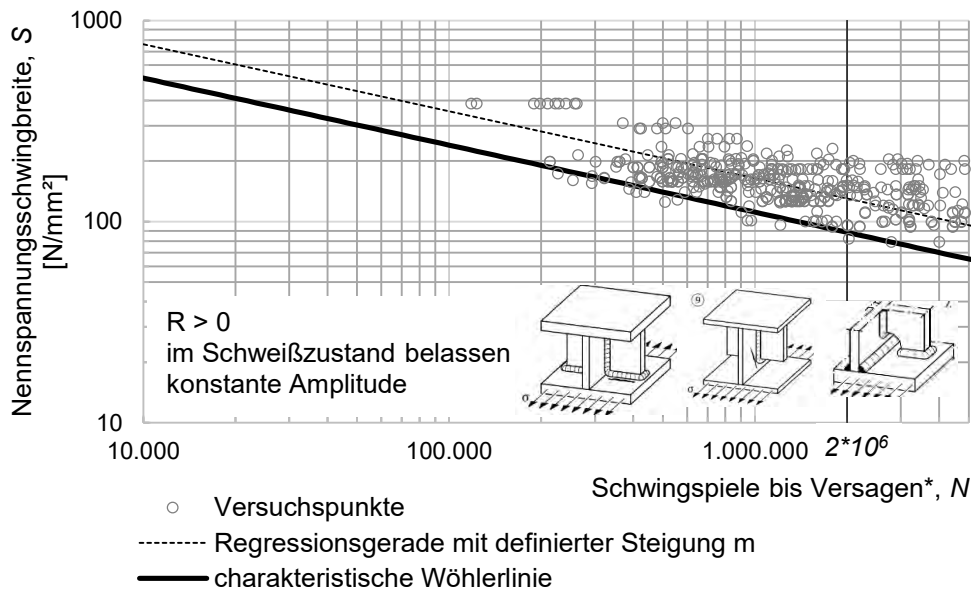 1000
100
10
Nennspannungsschwingbreite, S
[N/mm²]
R > 0
im Schweißzustand belassen
konstante Amplitude
9
σ
σ
10.000
100.000
1.000.000
2*10⁶
Schwingspiele bis Versagen*, N
Versuchspunkte
Regressionsgerade mit definierter Steigung m
charakteristische Wöhlerlinie